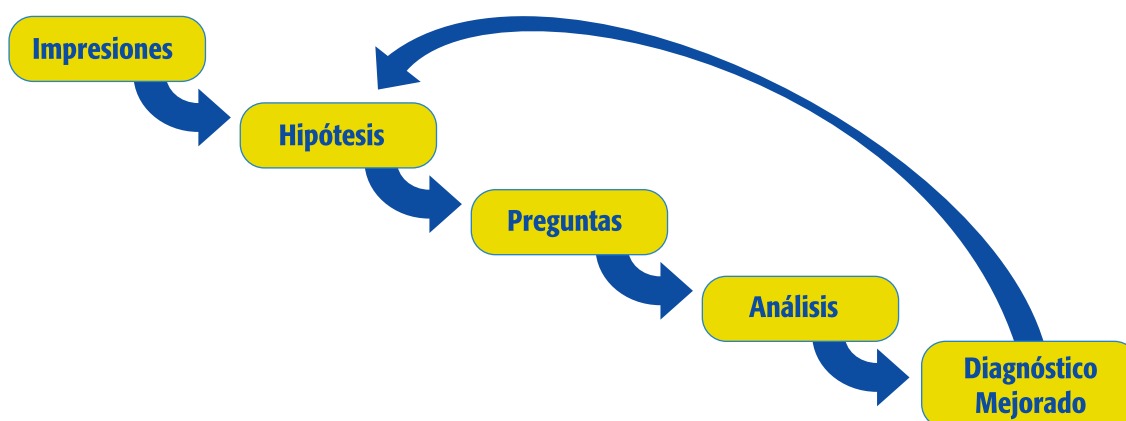 Impresiones
Hipótesis
Preguntas
Análisis
Diagnóstico
Mejorado